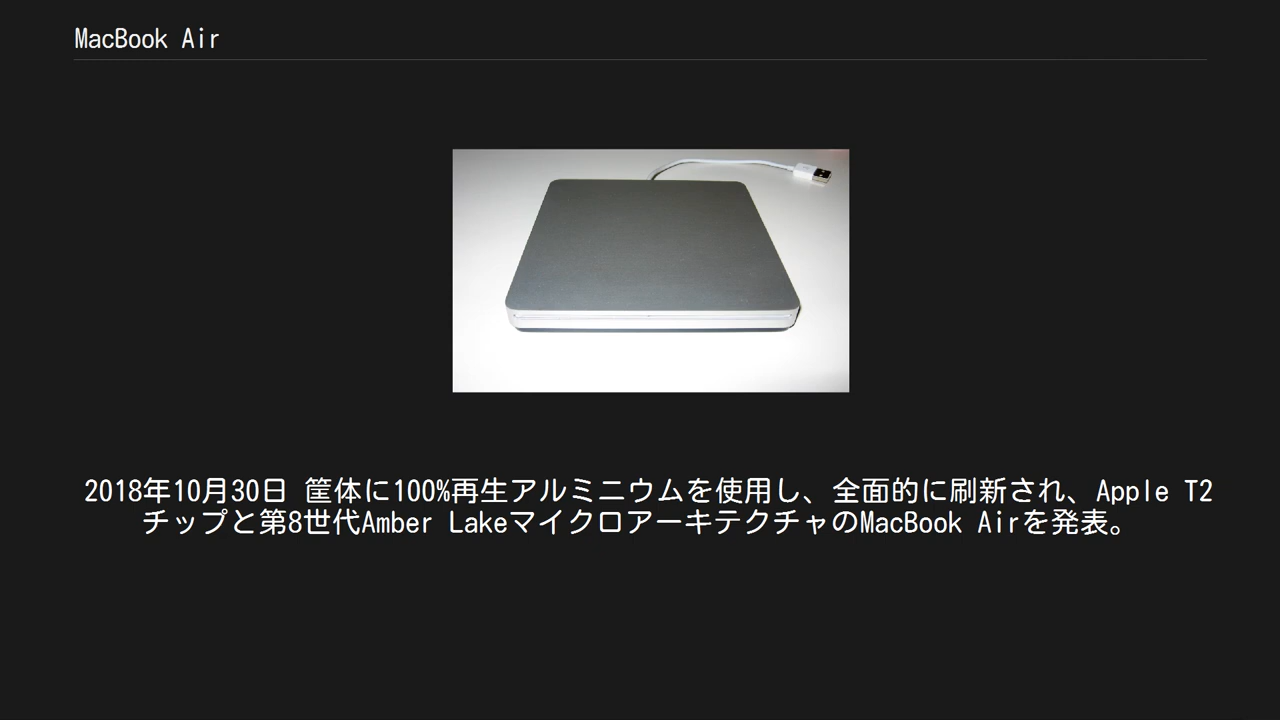 MacBook Air
2018年10月30日 筐体に100%再生アルミニウムを使用し、全面的に刷新され、Apple T2
チップと第8世代Amber LakeマイクロアーキテクチャのMacBook Airを発表。